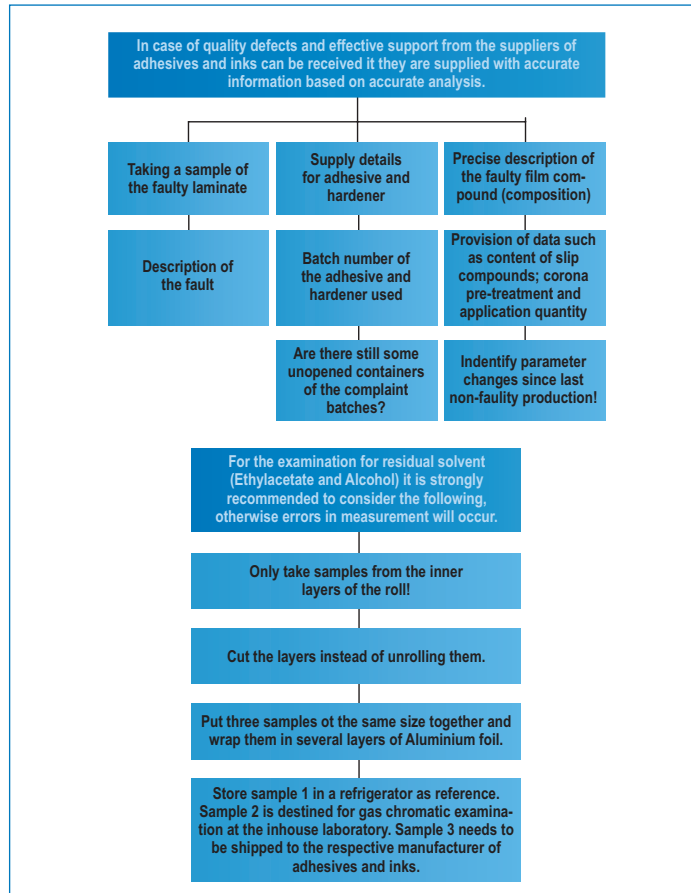 In case of quality defects and effective support from the suppliers of
adhesives and inks can be received it they are supplied with accurate
information based on accurate analysis.
Taking a sample of
the faulty laminate
Description of
the fault
Supply details
for adhesive and
hardener
Batch number of
the adhesive and
hardener used
Are there still some
unopened containers
of the complaint
batches?
Precise description of
the faulty film com-
pound (composition)
Provision of data such
as content of slip
compounds; corona
pre-treatment and
application quantity
Indentify parameter
changes since last
non-faulity production!
For the examination for residual solvent
(Ethylacetate and Alcohol) it is strongly
recommended to consider the following,
otherwise errors in measurement will occur.
Only take samples from the inner
layers of the roll!
Cut the layers instead of unrolling them.
Put three samples ot the same size together and
wrap them in several layers of Aluminium foil.
Store sample 1 in a refrigerator as reference.
Sample 2 is destined for gas chromatic examina-
tion at the inhouse laboratory. Sample 3 needs to
be shipped to the respective manufacturer of
adhesives and inks.